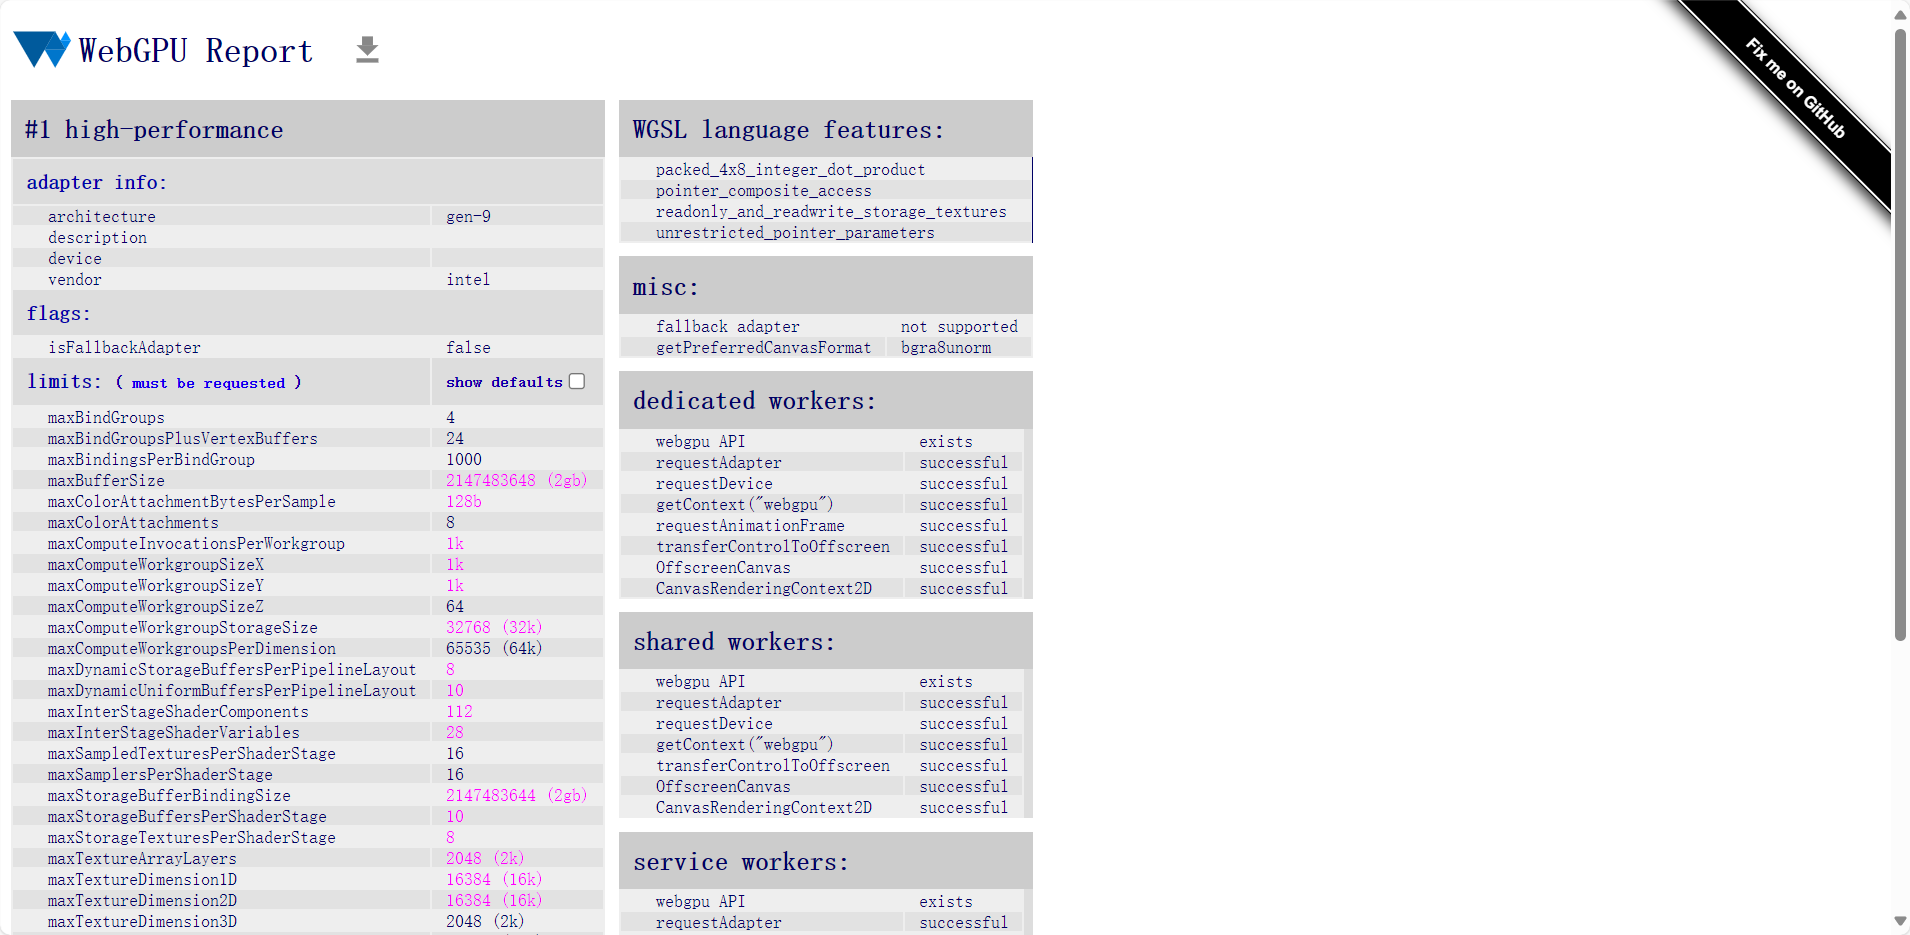 WebGPU Report
Fix me on GitHub
#1 high-performance
adapter info:
architecture gen-9
description
device
vendor intel
flags:
isFallbackAdapter false
limits: ( must be requested ) show defaults
maxBindGroups 4
maxBindGroupsPlusVertexBuffers 24
maxBindingsPerBindGroup 1000
maxBufferSize 2147483648 (2gb)
maxColorAttachmentBytesPerSample 128b
maxColorAttachments 8
maxComputeInvocationsPerWorkgroup 1k
maxComputeWorkgroupSizeX 1k
maxComputeWorkgroupSizeY 1k
maxComputeWorkgroupSizeZ 64
maxComputeWorkgroupStorageSize 32768 (32k)
maxComputeWorkgroupsPerDimension 65535 (64k)
maxDynamicStorageBuffersPerPipelineLayout 8
maxDynamicUniformBuffersPerPipelineLayout 10
maxInterStageShaderComponents 112
maxInterStageShaderVariables 28
maxSampledTexturesPerShaderStage 16
maxSamplersPerShaderStage 16
maxStorageBufferBindingSize 2147483644 (2gb)
maxStorageBuffersPerShaderStage 10
maxStorageTexturesPerShaderStage 8
maxTextureArrayLayers 2048 (2k)
maxTextureDimension1D 16384 (16k)
maxTextureDimension2D 16384 (16k)
maxTextureDimension3D 2048 (2k)
WGSL language features:
packed_4x8_integer_dot_product
pointer_composite_access
readonly_and_readwrite_storage_textures
unrestricted_pointer_parameters
misc:
fallback adapter not supported
getPreferredCanvasFormat bgra8unorm
dedicated workers:
webgpu API exists
requestAdapter successful
requestDevice successful
getContext("webgpu") successful
requestAnimationFrame successful
transferControlToOffscreen successful
OffscreenCanvas successful
CanvasRenderingContext2D successful
shared workers:
webgpu API exists
requestAdapter successful
requestDevice successful
getContext("webgpu") successful
transferControlToOffscreen successful
OffscreenCanvas successful
CanvasRenderingContext2D successful
service workers:
webgpu API exists
requestAdapter successful